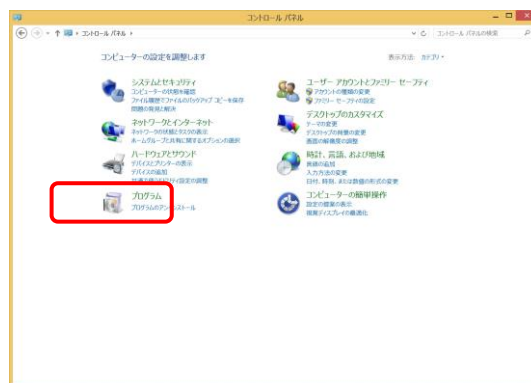 コントロール パネル
コントロール パネル
コントロール パネルの検索
コンピューターの設定を調整します
表示方法: カテゴリ
システムとセキュリティ
コンピューターの状態を確認
ファイル履歴でファイルのバックアップ コピーを保存
問題の発見と解決
ネットワークとインターネット
ネットワークの状態とタスクの表示
ホームグループと共有に関するオプションの選択
ハードウェアとサウンド
デバイスとプリンターの表示
デバイスの追加
共通で使うモビリティ設定の調整
プログラム
プログラムのアンインストール
ユーザー アカウントとファミリー セーフティ
アカウントの種類の変更
ファミリー セーフティの設定
デスクトップのカスタマイズ
テーマの変更
デスクトップの背景の変更
画面の解像度の調整
時計、言語、および地域
言語の追加
入力方法の変更
日付、時刻、または数値の形式の変更
コンピューターの簡単操作
設定の提案の表示
視覚ディスプレイの最適化